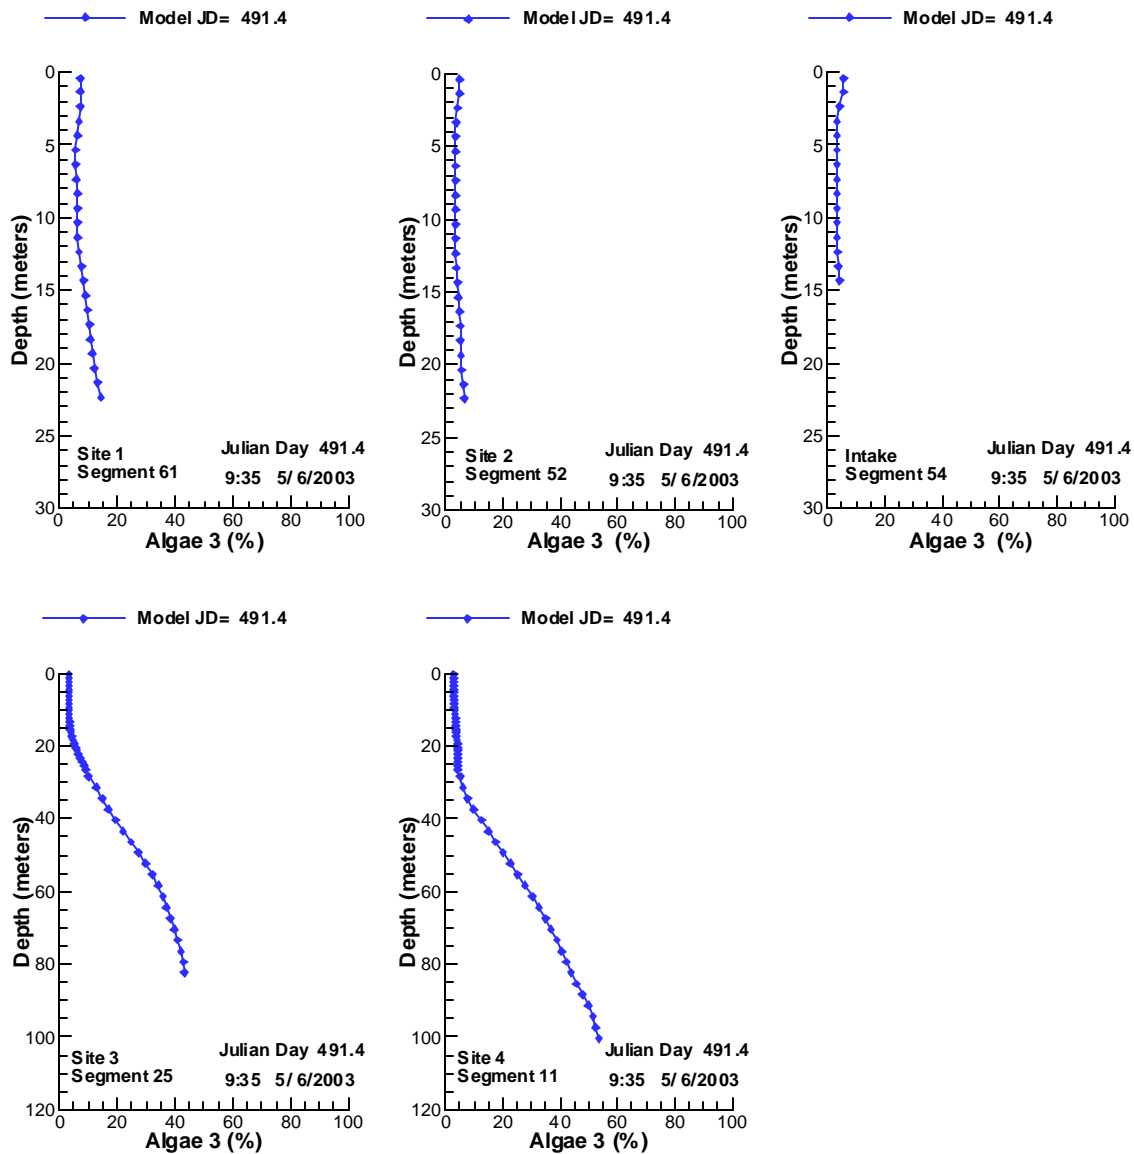 Model JD= 491.4
Model JD= 491.4
Model JD= 491.4
0
5
10
15
20
25
30
Depth (meters)
Site 1
Segment 61
Julian Day 491.4
9:35 5/ 6/2003
0 20 40 60 80 100
Algae 3 (%)
0
5
10
15
20
25
30
Depth (meters)
Site 2
Segment 52
Julian Day 491.4
9:35 5/ 6/2003
0 20 40 60 80 100
Algae 3 (%)
0
5
10
15
20
25
30
Depth (meters)
Intake
Segment 54
Julian Day 491.4
9:35 5/ 6/2003
0 20 40 60 80 100
Algae 3 (%)
Model JD= 491.4
Model JD= 491.4
0
20
40
60
80
100
120
Depth (meters)
Site 3
Segment 25
Julian Day 491.4
9:35 5/ 6/2003
0 20 40 60 80 100
Algae 3 (%)
0
20
40
60
80
100
120
Depth (meters)
Site 4
Segment 11
Julian Day 491.4
9:35 5/ 6/2003
0 20 40 60 80 100
Algae 3 (%)